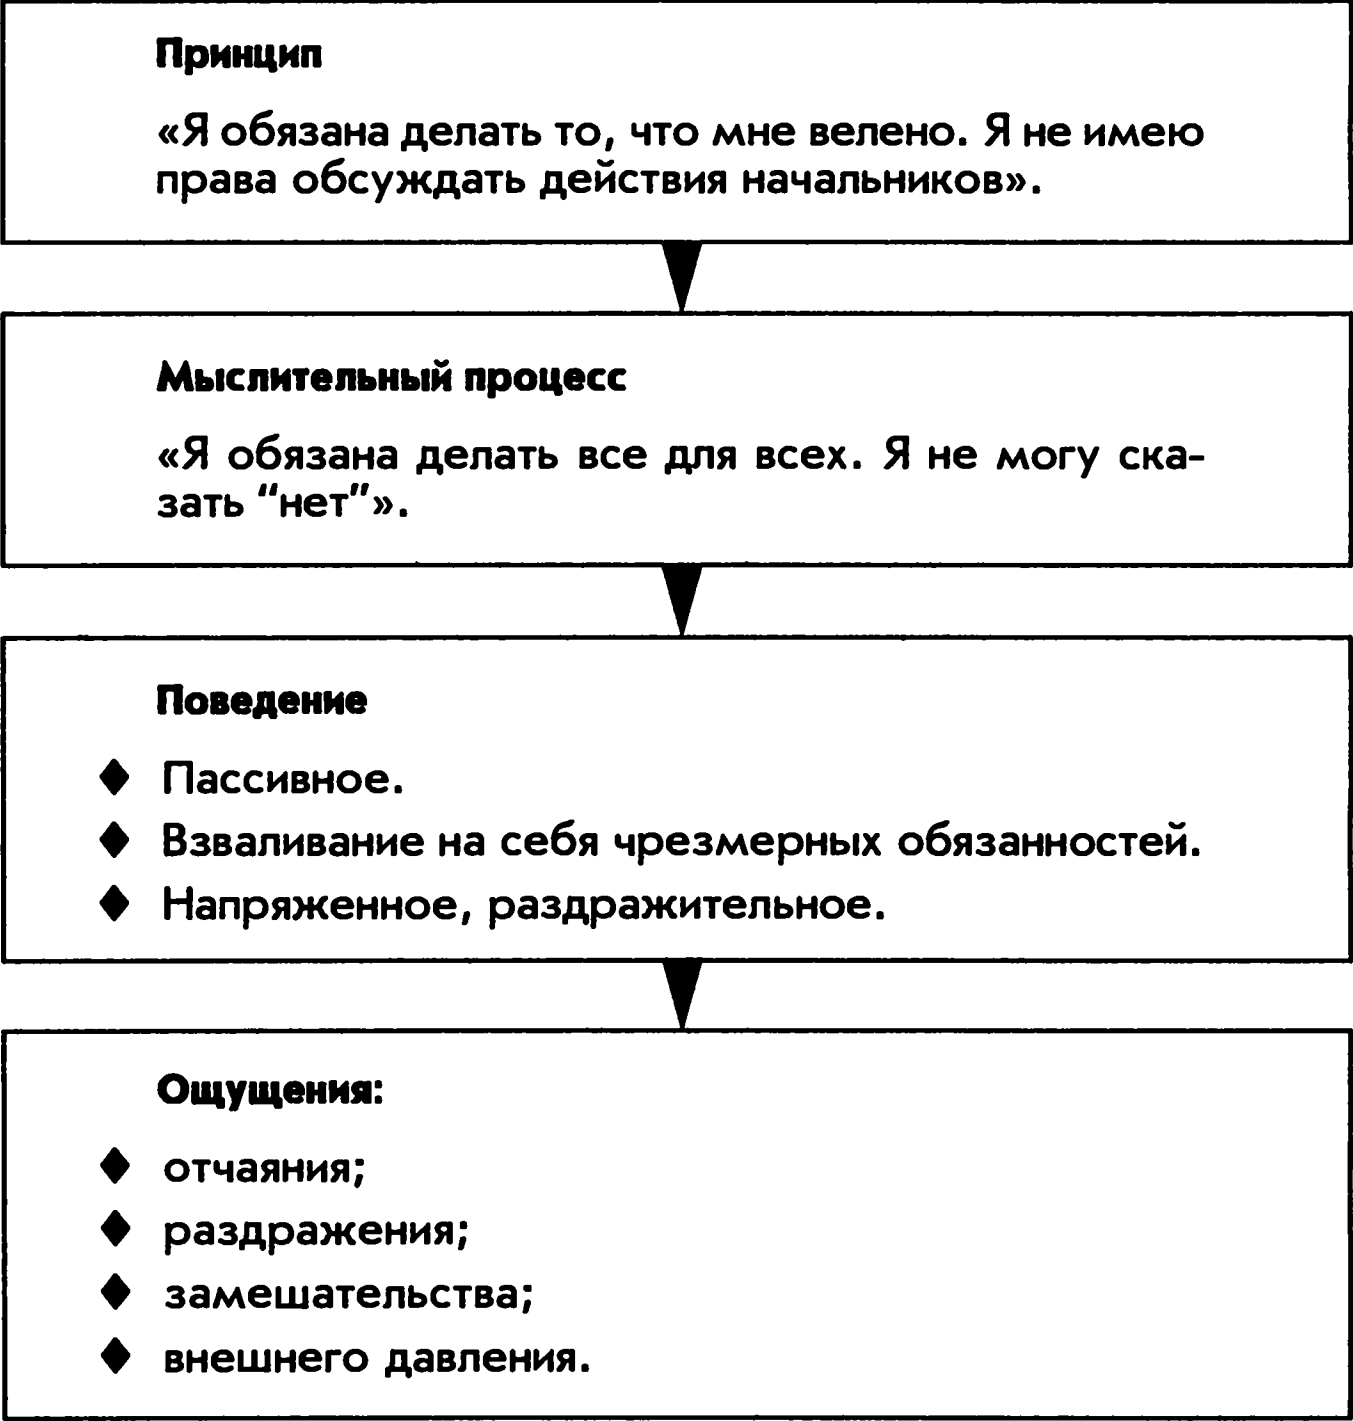 Принцип
«Я обязана делать то, что мне велено. Я не имею
права обсуждать действия начальников».
Мыслительный процесс
«Я обязана делать все для всех. Я не могу ска-
зать “нет”».
Поведение
♦ Пассивное.
♦ Взваливание на себя чрезмерных обязанностей.
♦ Напряженное, раздражительное.
Ощущения:
♦ отчаяния;
♦ раздражения;
♦ замешательства;
♦ внешнего давления.